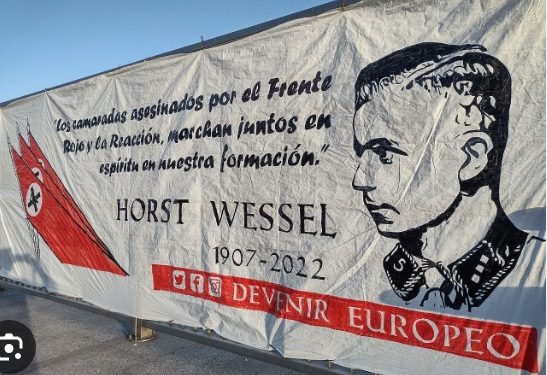 "Los camaradas asesinados por el Frente
Rojo y la Reacción, marchan juntos en
espíritu en nuestra formación."
HORST WESSEL
1907-2022
DEVENIR EUROPEO
5